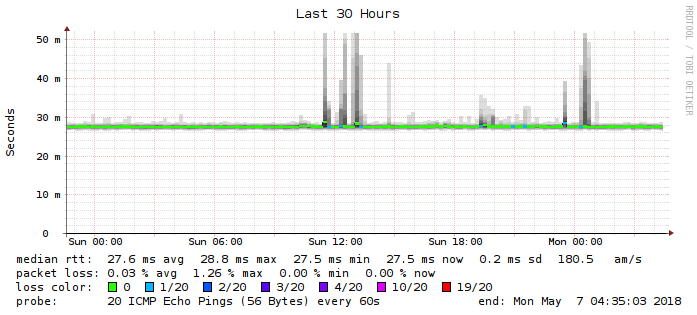 Last 30 Hours
RRDTOOL / TOBI OETIKER
Seconds
50 m
40 m
30 m
20 m
10 m
0
Sun 00:00 Sun 06:00 Sun 12:00 Sun 18:00 Mon 00:00
median rtt: 27.6 ms avg 28.8 ms max 27.5 ms min 27.5 ms now 0.2 ms sd 180.5 am/s
packet loss: 0.03 % avg 1.26 % max 0.00 % min 0.00 % now
loss color: 0 1/20 2/20 3/20 4/20 10/20 19/20
probe: 20 ICMP Echo Pings (56 Bytes) every 60s end: Mon May 7 04:35:03 2018